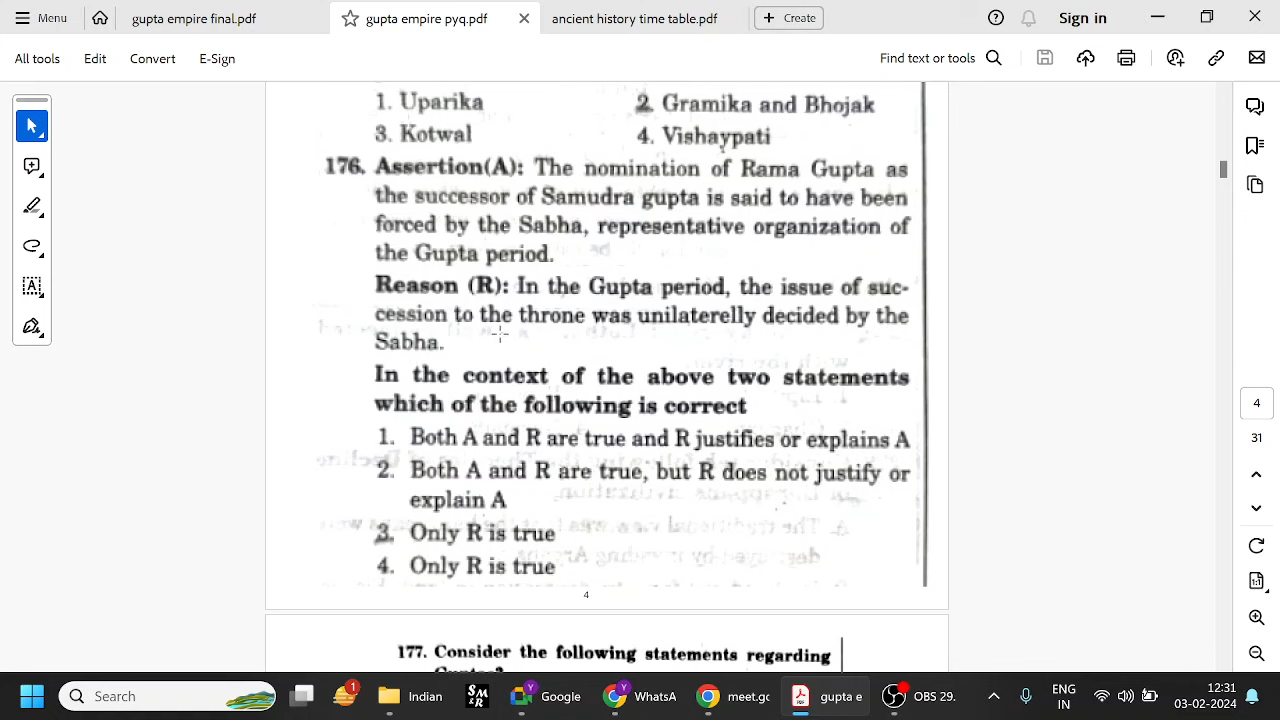 Menu
gupta empire final.pdf
gupta empire pyq.pdf
ancient history time table.pdf
Create
Sign in
All tools
Edit
Convert
E-Sign
Find text or tools
1. Uparika
2. Gramika and Bhojak
3. Kotwal
4. Vishaypati
176. Assertion(A): The nomination of Rama Gupta as
the successor of Samudra gupta is said to have been
forced by the Sabha, representative organization of
the Gupta period.
Reason (R): In the Gupta period, the issue of suc-
cession to the throne was unilaterelly decided by the
Sabha.
In the context of the above two statements
which of the following is correct
1. Both A and R are true and R justifies or explains A
2. Both A and R are true, but R does not justify or
explain A
3. Only R is true
4. Only R is true
4
177. Consider the following statements regarding
4
31
Search
1
Indian
Google
WhatsA
meet.gc
gupta e
OBS 29
ENG
IN
12:31
03-02-2024